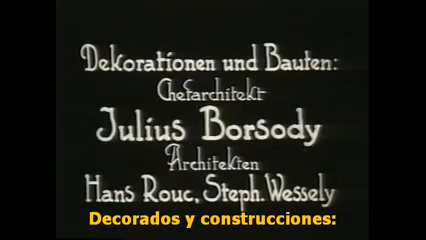 Dekorationen und Bauten:
Chefarchitekt
Julius Borsody
Architekten
Hans Rouc, Steph. Wessely
Decorados y construcciones: